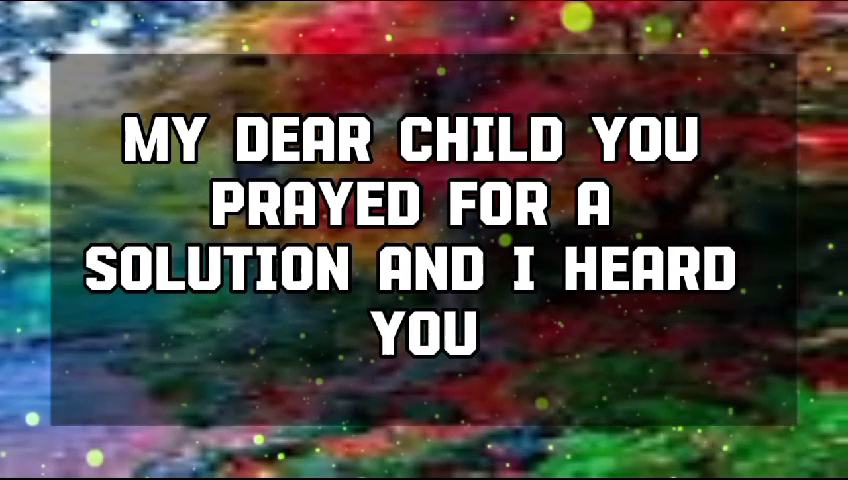 MY DEAR CHILD YOU
PRAYED FOR A
SOLUTION AND I HEARD
YOU